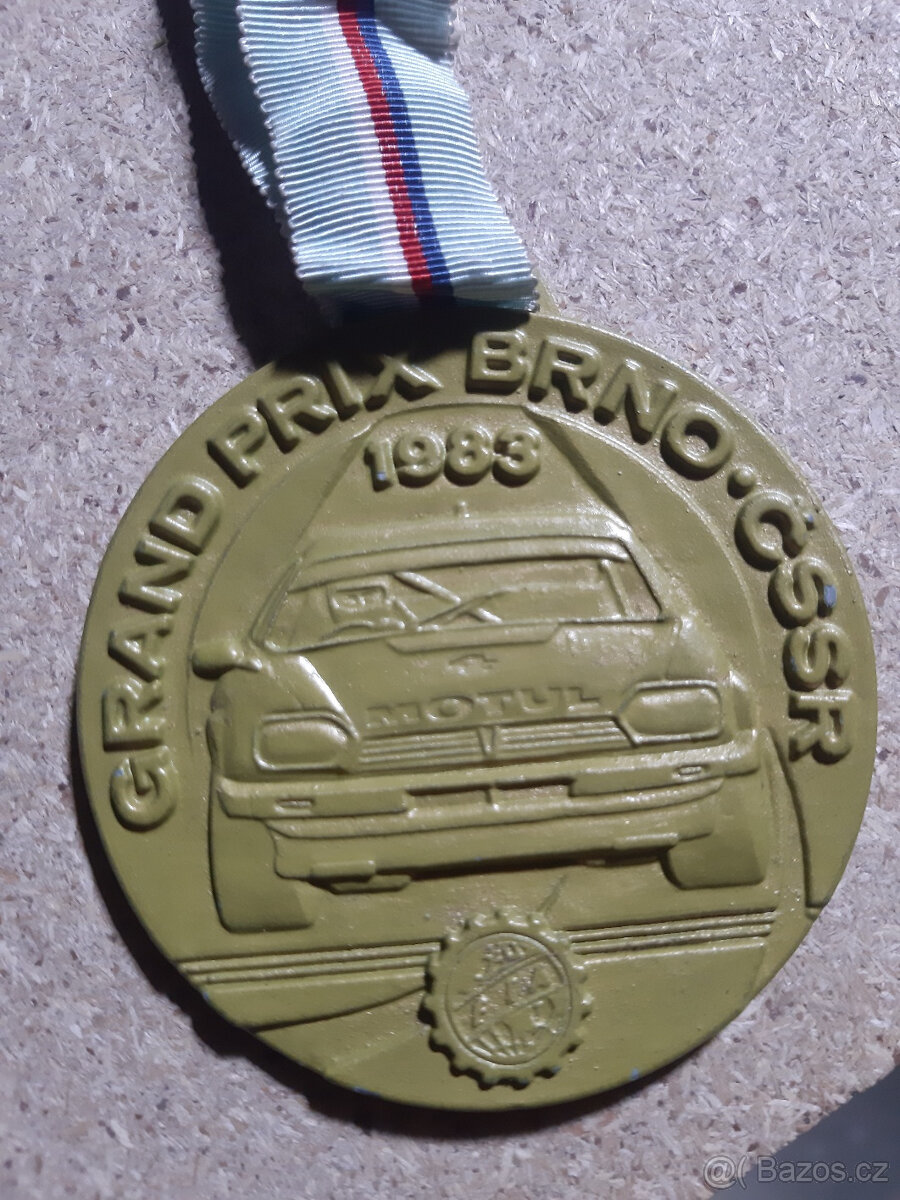 GRAND PRIX BRNO · ČSSR
1983
MOTUL
@( Bazos.cz